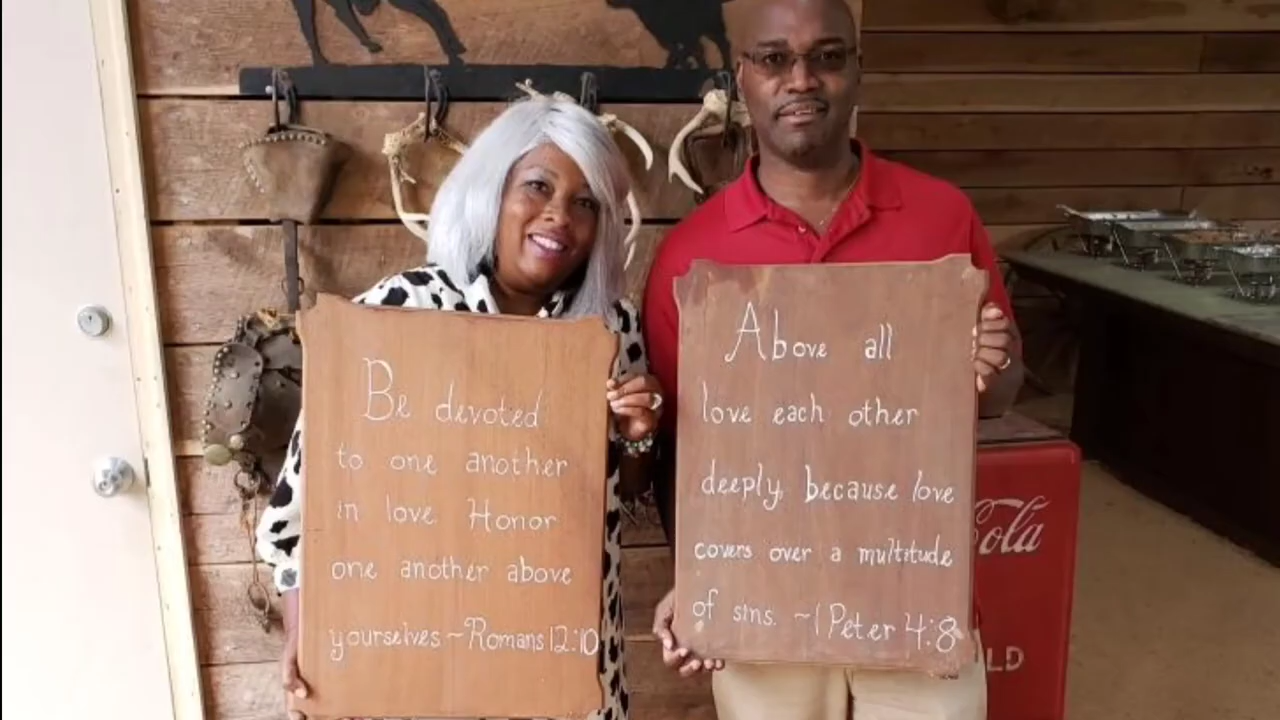 Be devoted
to one another
in love. Honor
one another above
yourselves ~Romans 12:10
Above all
love each other
deeply, because love
covers over a multitude
of sins. ~1 Peter 4:8
Cola
LD